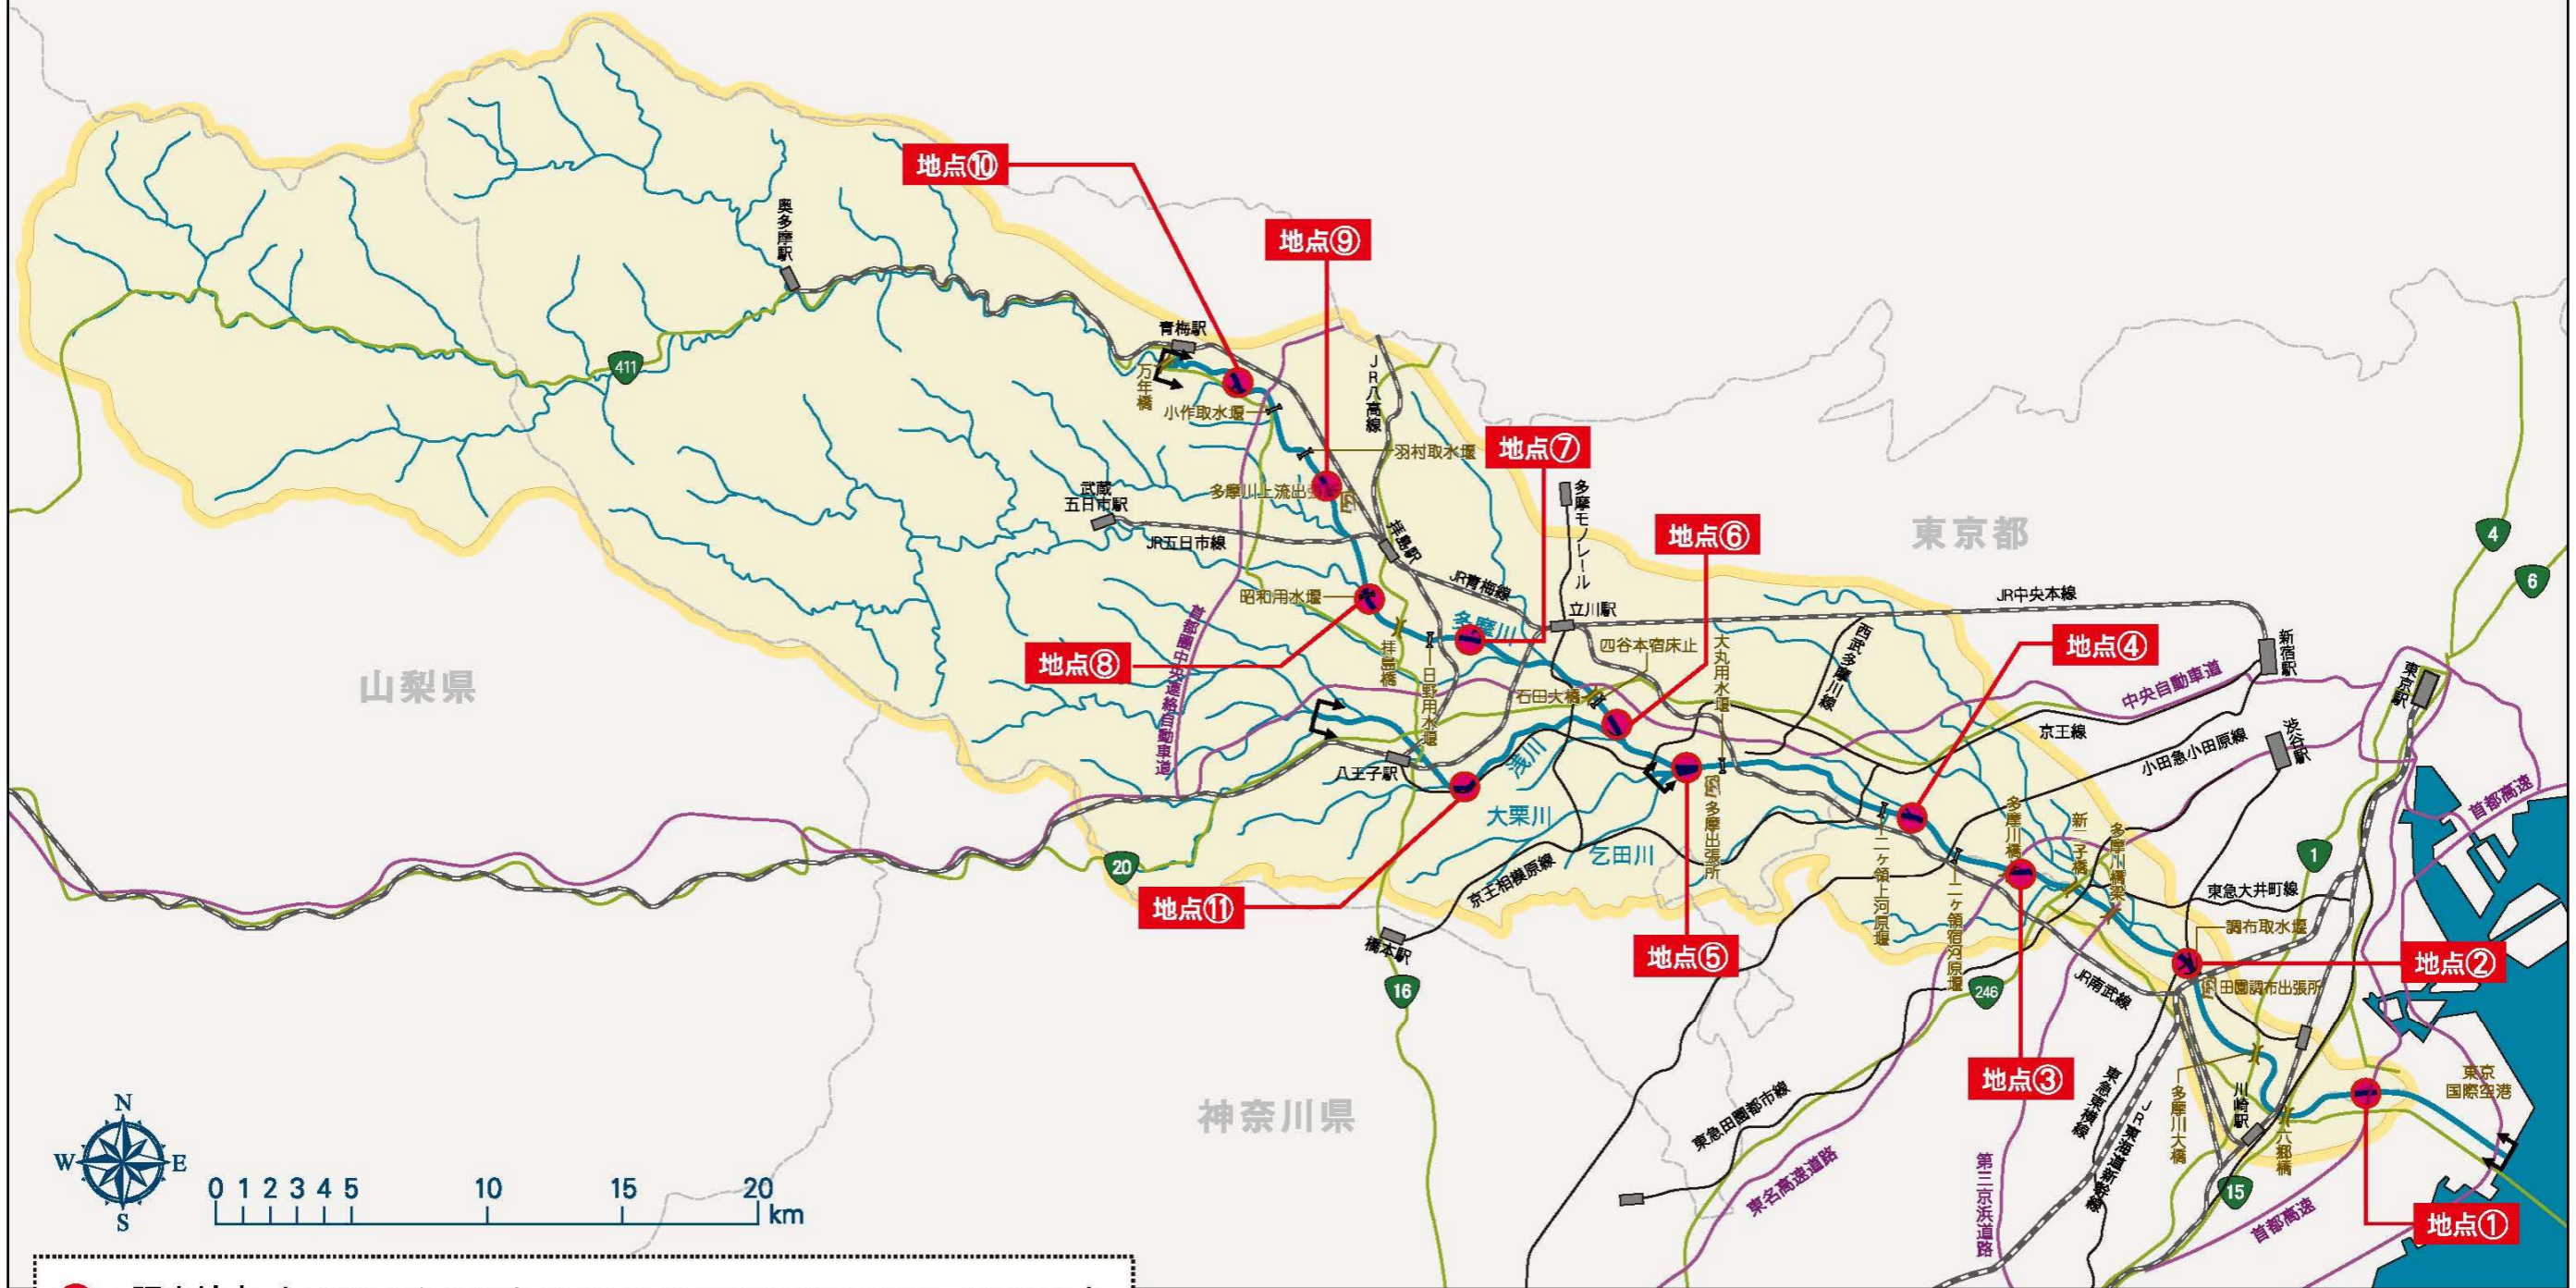 地点⑩
地点⑨
奥多摩駅
青梅駅
411
万年橋
小作取水堰
JR八高線
羽村取水堰
地点⑦
多摩川上流出張所
武蔵
五日市駅
JR五日市線
拝島駅
多摩モノレール
地点⑥
東京都
4
6
昭和用水堰
JR青梅線
立川駅
JR中央本線
多摩川
四谷本宿床止
大丸用水堰
西武多摩川線
地点④
新宿駅
地点⑧
首都圏中央連絡自動車道
拝島橋
日野用水堰
石田大橋
中央自動車道
東京駅
山梨県
京王線
小田急小田原線
渋谷駅
八王子駅
浅川
大栗川
乞田川
多摩出張所
首都高速
多摩川橋
新二子橋
多摩川橋梁
1
20
地点⑪
京王相模原線
二ヶ領上河原堰
二ヶ領宿河原堰
東急大井町線
調布取水堰
橋本駅
地点⑤
地点②
16
246
JR南武線
田園調布出張所
地点③
神奈川県
東急田園都市線
東急東横線
JR東海道新幹線
多摩川大橋
川崎駅
六郷橋
東京
国際空港
東名高速道路
第三京浜道路
15
首都高速
地点①
N
W
E
S
0 1 2 3 4 5 10 15 20
km